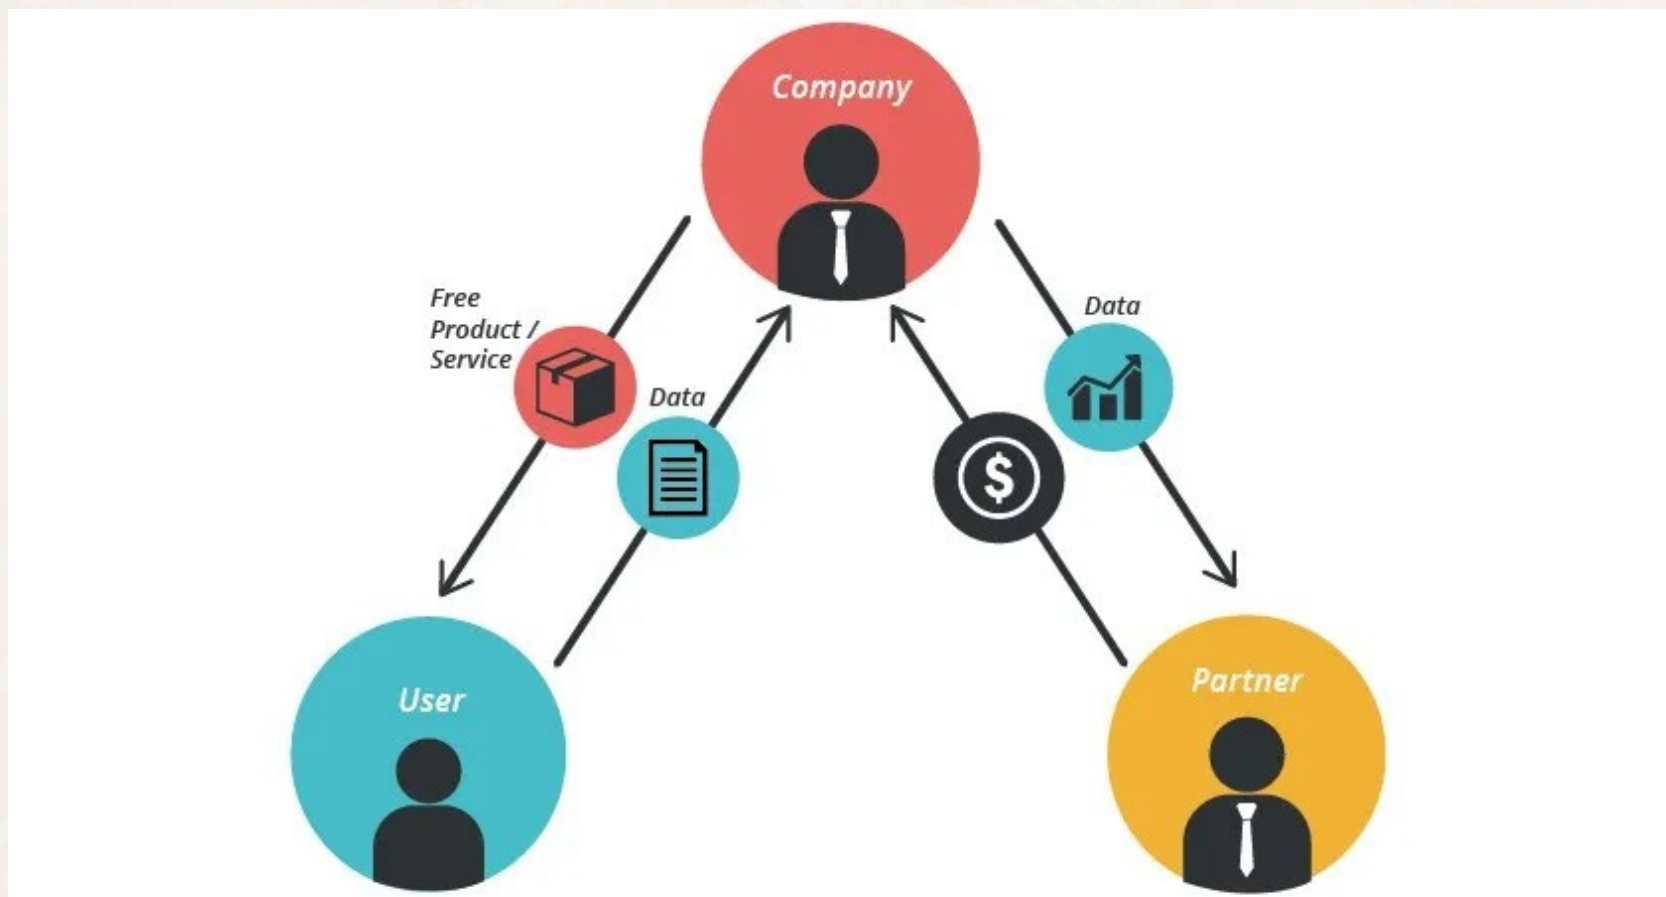 Company
Free
Product /
Service
Data
Data
$
User
Partner